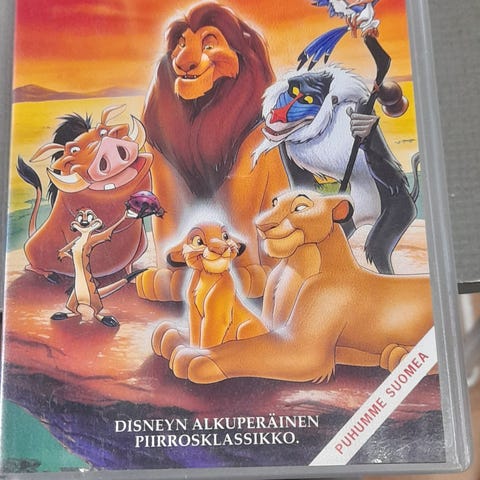 DISNEYN ALKUPERÄINEN
PIIRROSKLASSIKKO.
PUHUMME SUOMEA